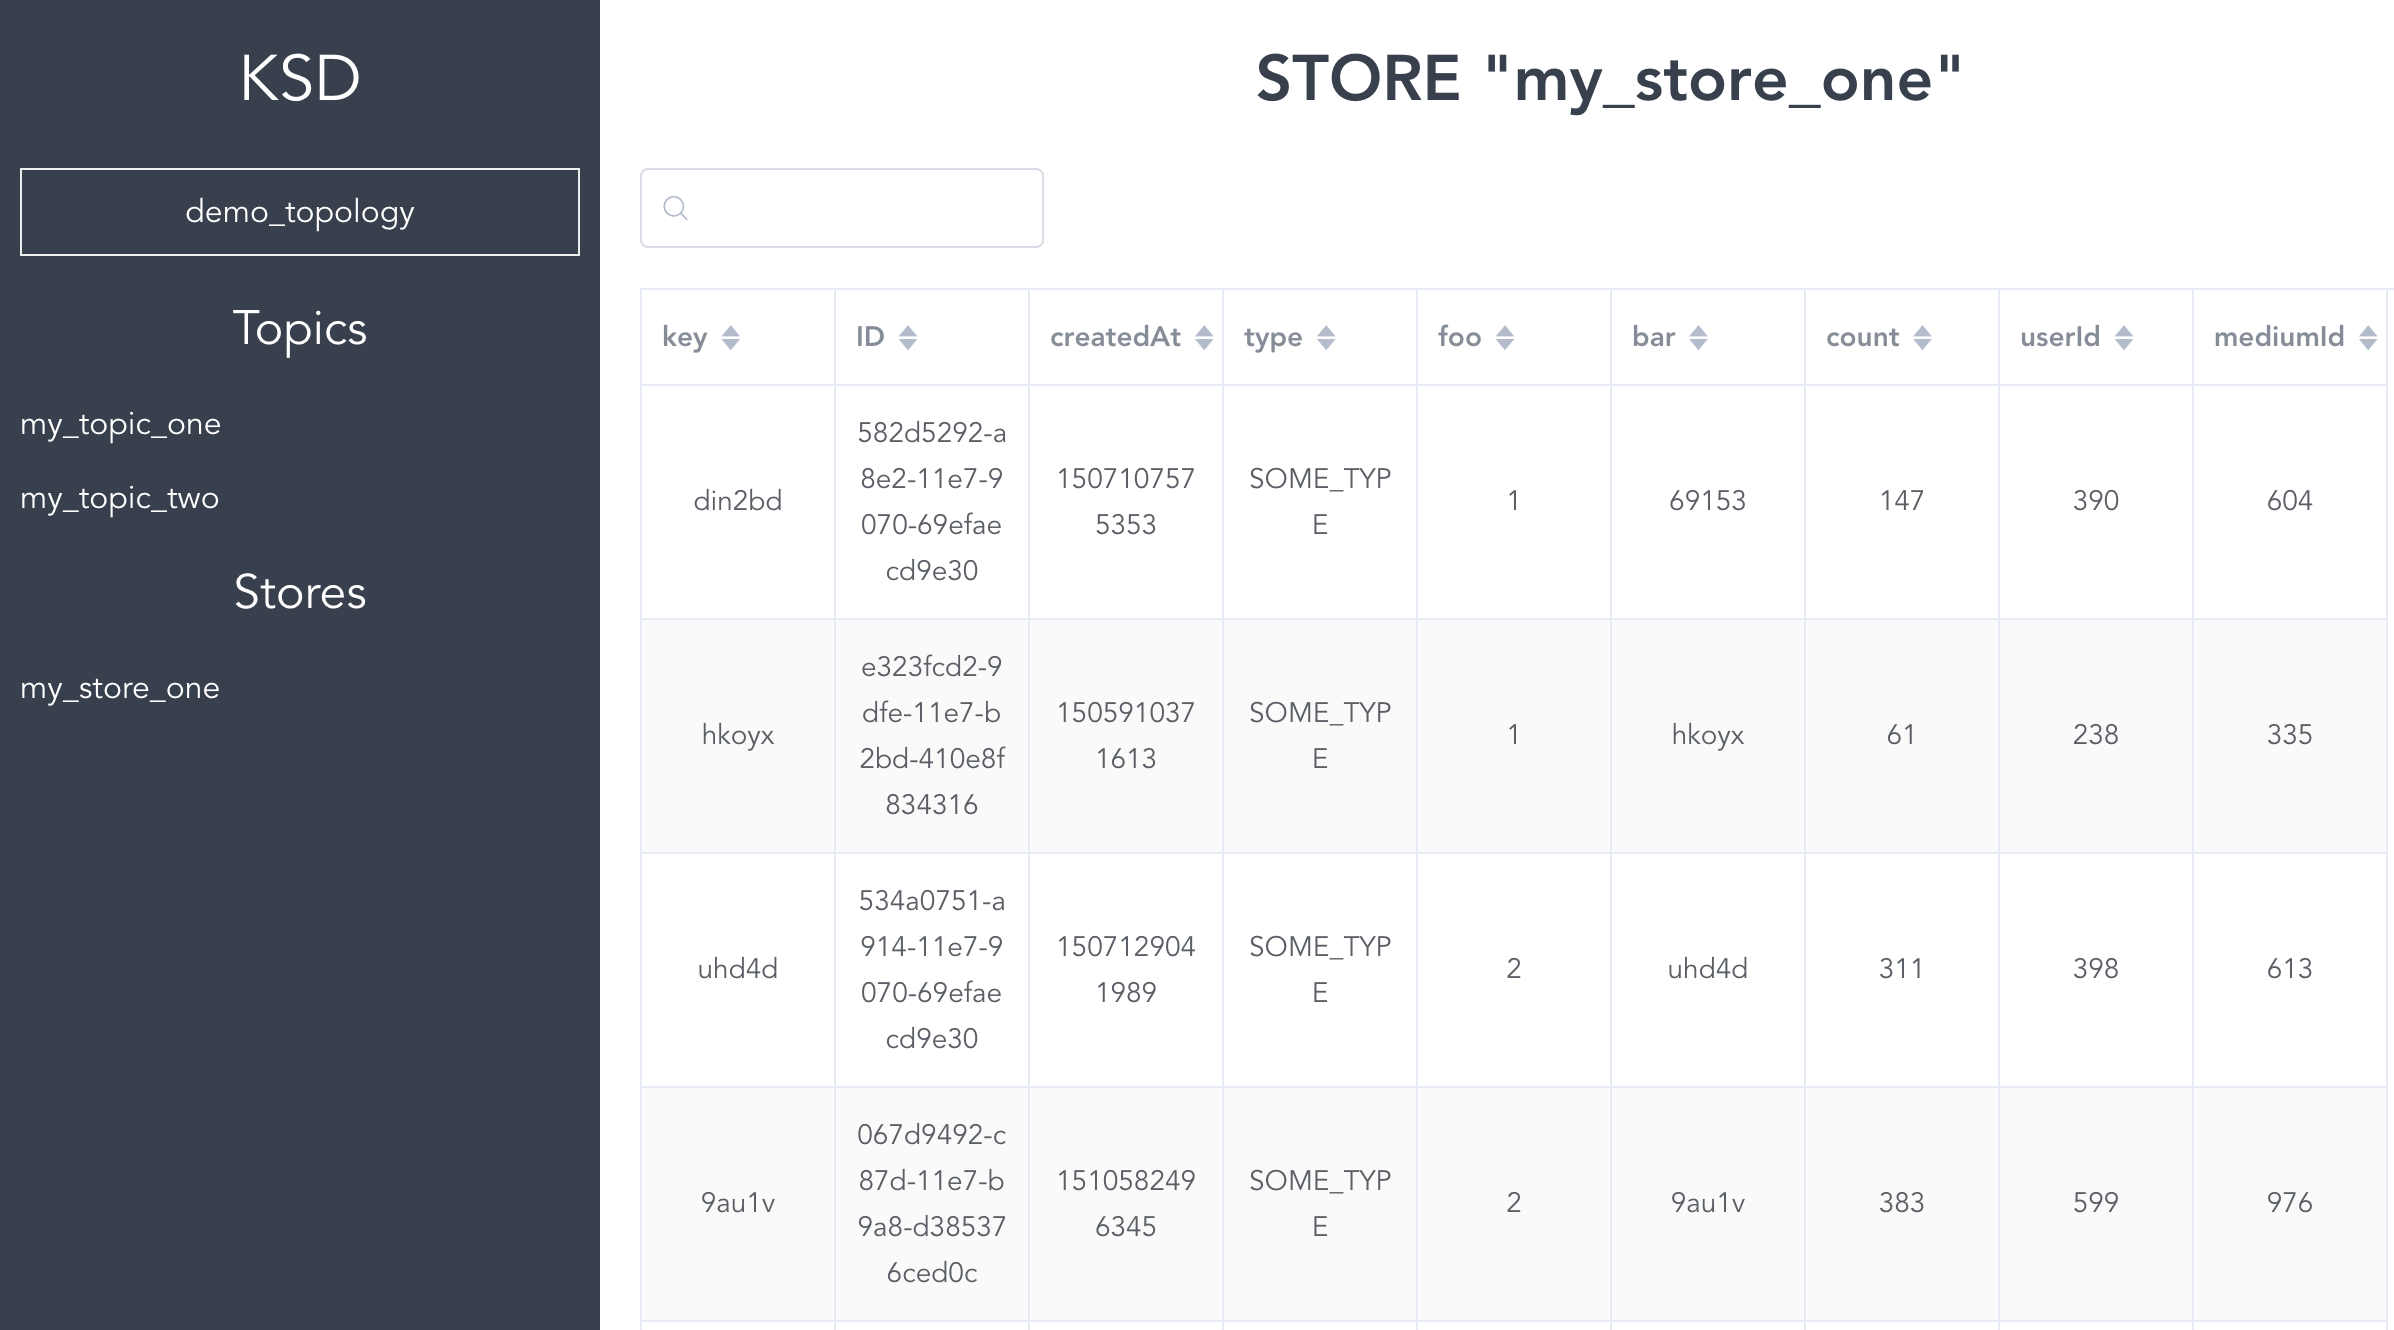 KSD
demo_topology
Topics
my_topic_one
my_topic_two
Stores
my_store_one
STORE "my_store_one"
key ID createdAt type foo bar count userId mediumId
din2bd 582d5292-a8e2-11e7-9070-69efaecd9e30 1507107575353 SOME_TYPE 1 69153 147 390 604
hkoyx e323fcd2-9dfe-11e7-b2bd-410e8f834316 1505910371613 SOME_TYPE 1 hkoyx 61 238 335
uhd4d 534a0751-a914-11e7-9070-69efaecd9e30 1507129041989 SOME_TYPE 2 uhd4d 311 398 613
9au1v 067d9492-c87d-11e7-b9a8-d385376ced0c 1510582496345 SOME_TYPE 2 9au1v 383 599 976